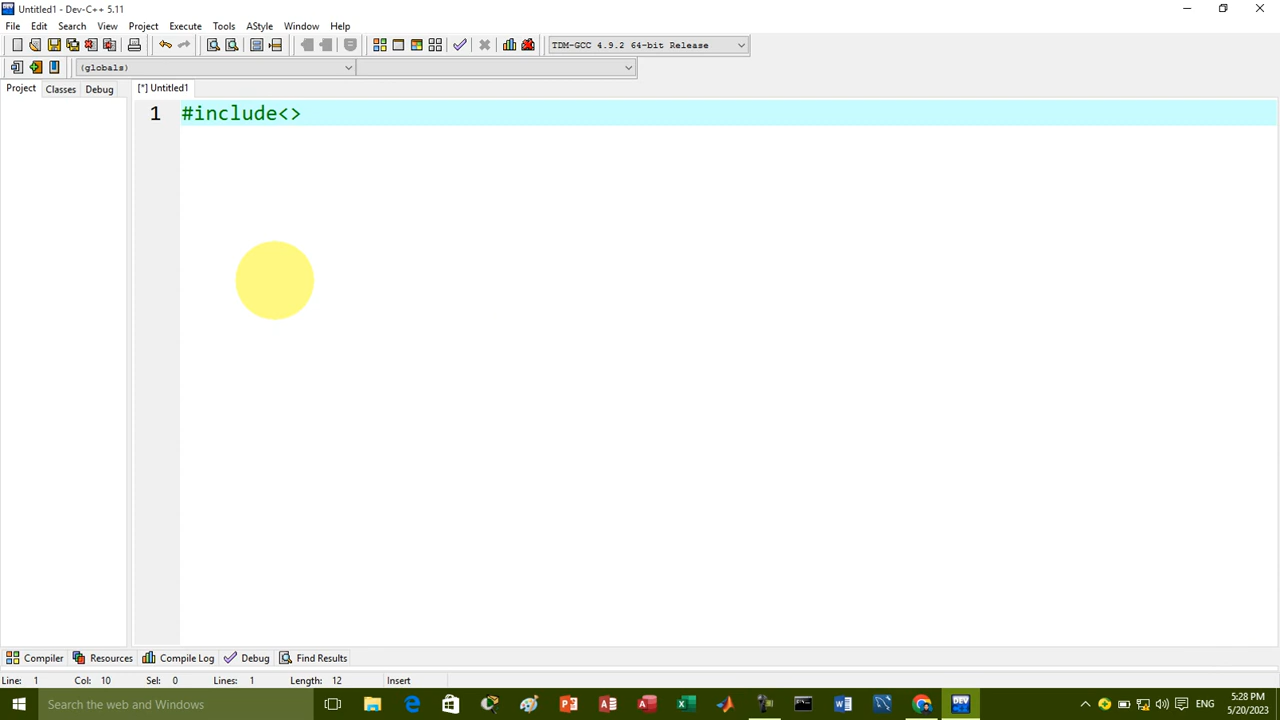 Untitled1 - Dev-C++ 5.11
File Edit Search View Project Execute Tools AStyle Window Help
TDM-GCC 4.9.2 64-bit Release
(globals)
Project Classes Debug [*] Untitled1
1 #include<>
Compiler Resources Compile Log Debug Find Results
Line: 1 Col: 10 Sel: 0 Lines: 1 Length: 12 Insert
Search the web and Windows
ENG
5:28 PM
5/20/2023
DEV